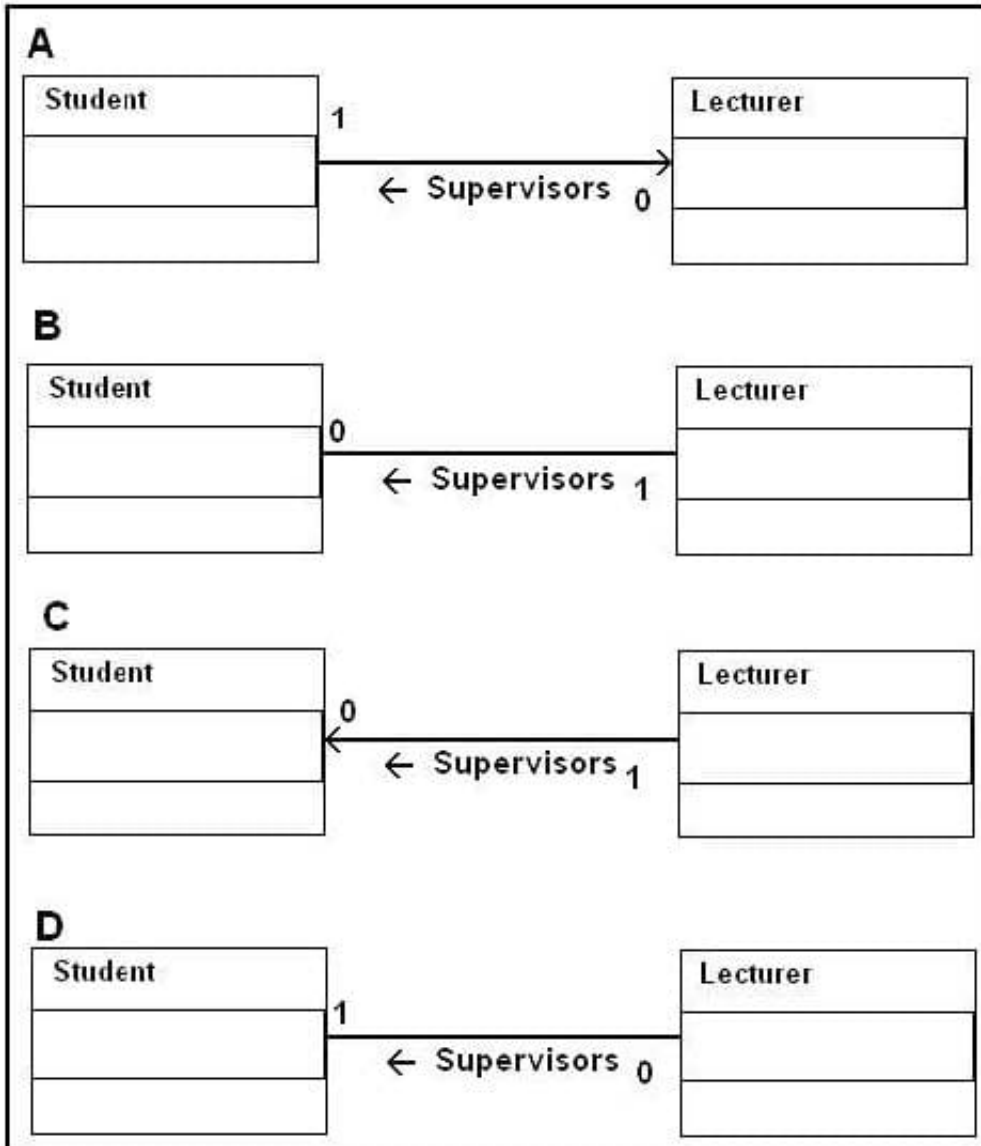 A
Student Lecturer
1
← Supervisors 0
B
Student Lecturer
0
← Supervisors 1
C
Student Lecturer
0
← Supervisors 1
D
Student Lecturer
1
← Supervisors 0